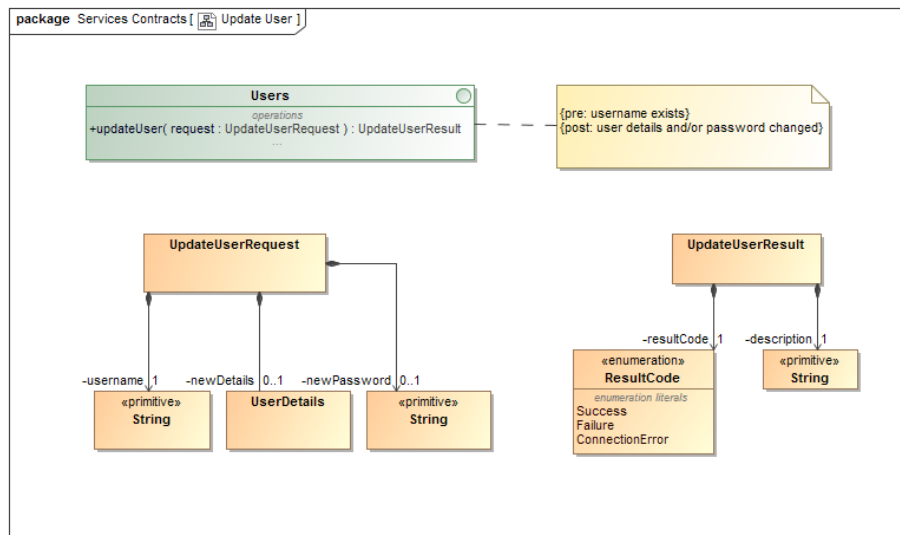 package Services Contracts [ Update User ]
Users
operations
+updateUser( request : UpdateUserRequest ) : UpdateUserResult
...
{pre: username exists}
{post: user details and/or password changed}
UpdateUserRequest
UpdateUserResult
-resultCode 1
-description 1
«enumeration»
ResultCode
enumeration literals
Success
Failure
ConnectionError
«primitive»
String
-username 1
-newDetails 0..1
-newPassword 0..1
«primitive»
String
UserDetails
«primitive»
String